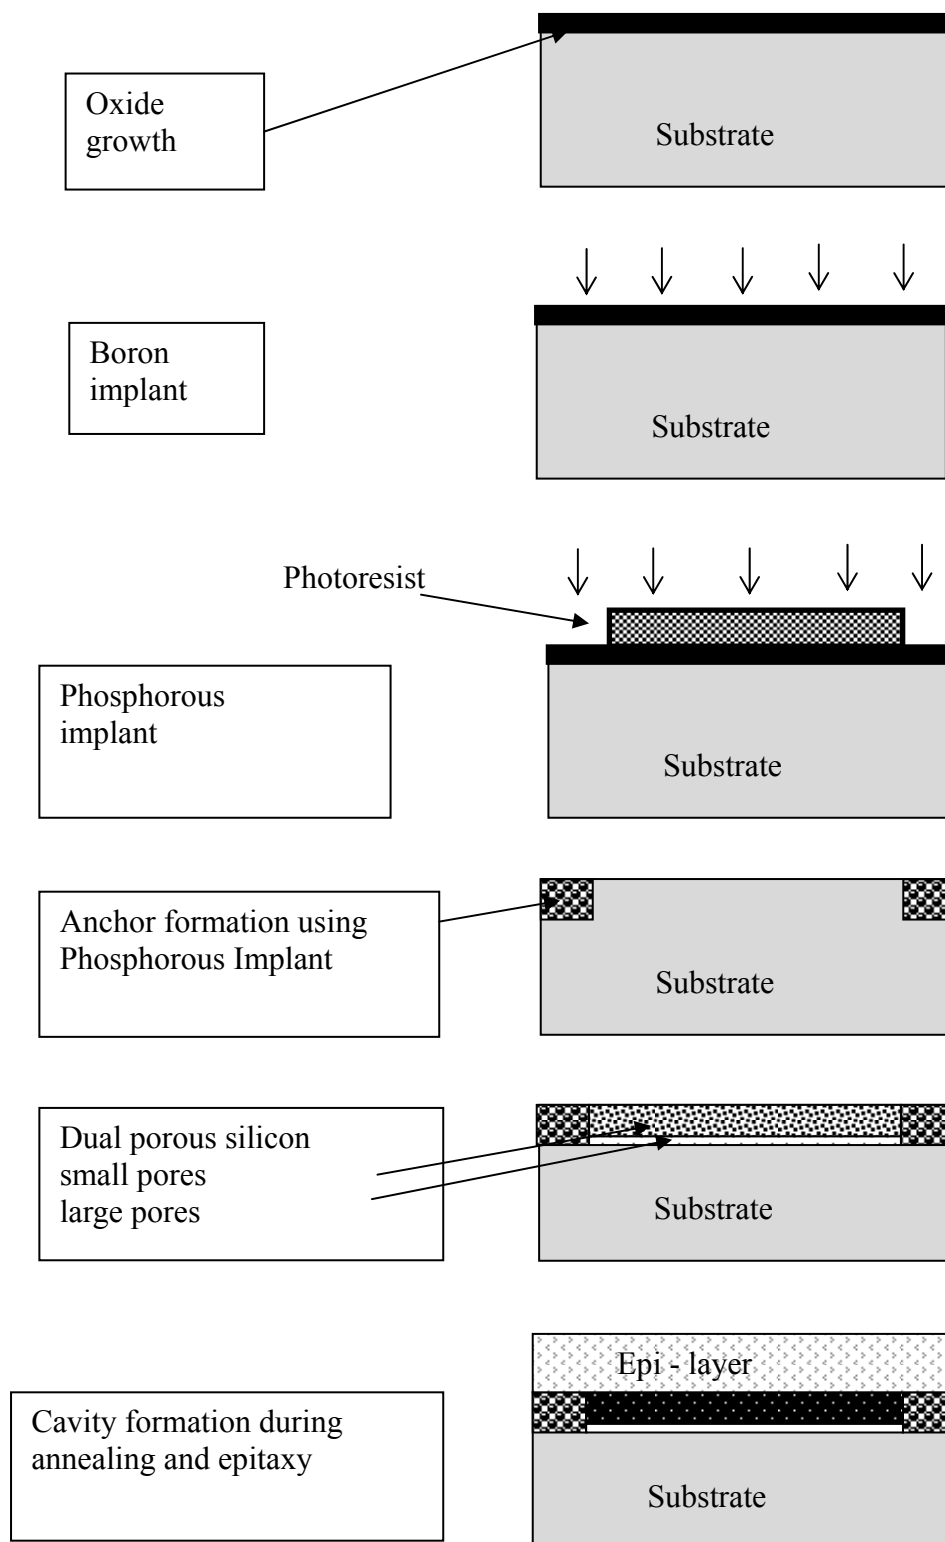 Oxide
growth
Substrate
Boron
implant
Substrate
Photoresist
Phosphorous
implant
Substrate
Anchor formation using
Phosphorous Implant
Substrate
Dual porous silicon
small pores
large pores
Substrate
Epi - layer
Cavity formation during
annealing and epitaxy
Substrate